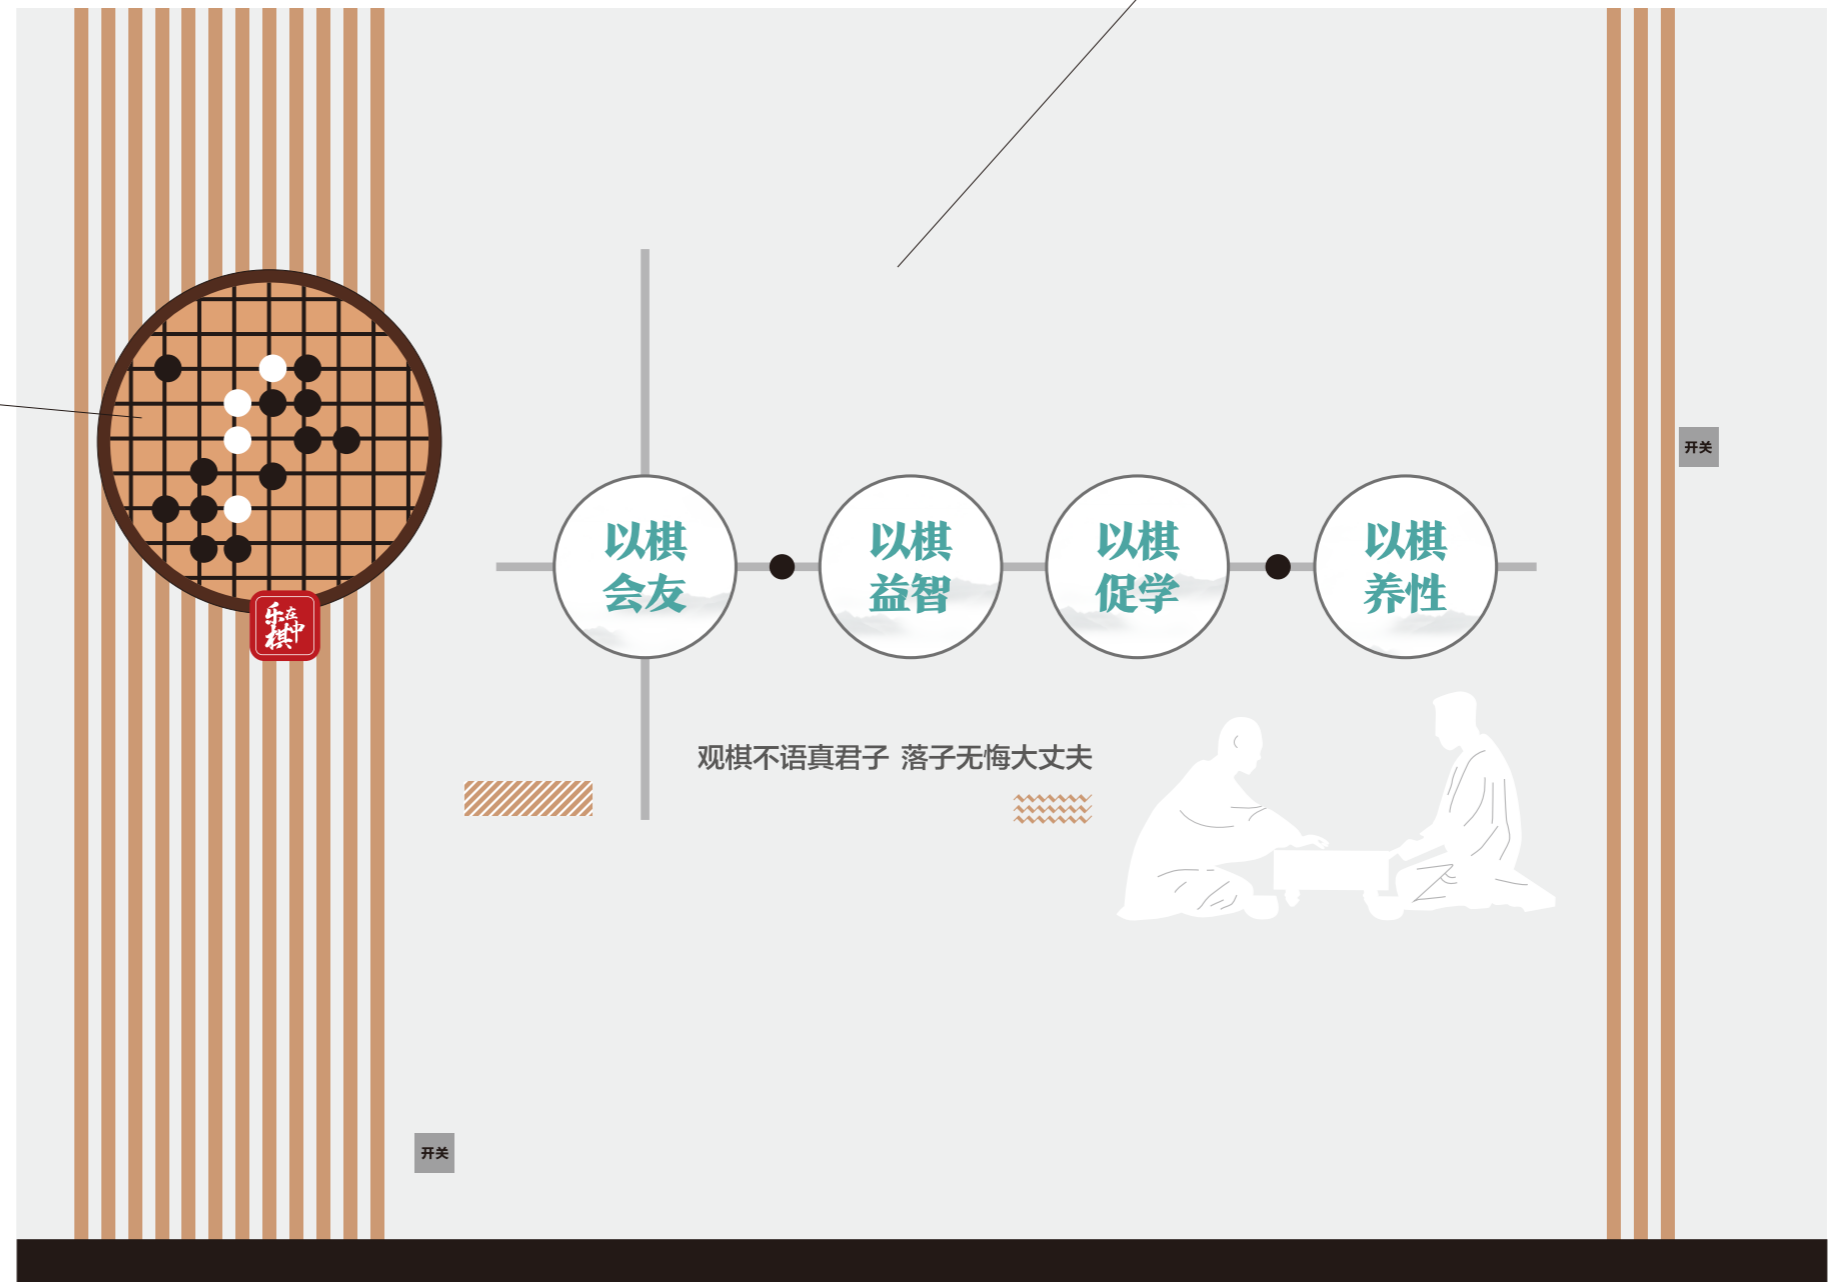 乐在
棋中
以棋
会友
以棋
益智
以棋
促学
以棋
养性
开关
观棋不语真君子 落子无悔大丈夫
开关